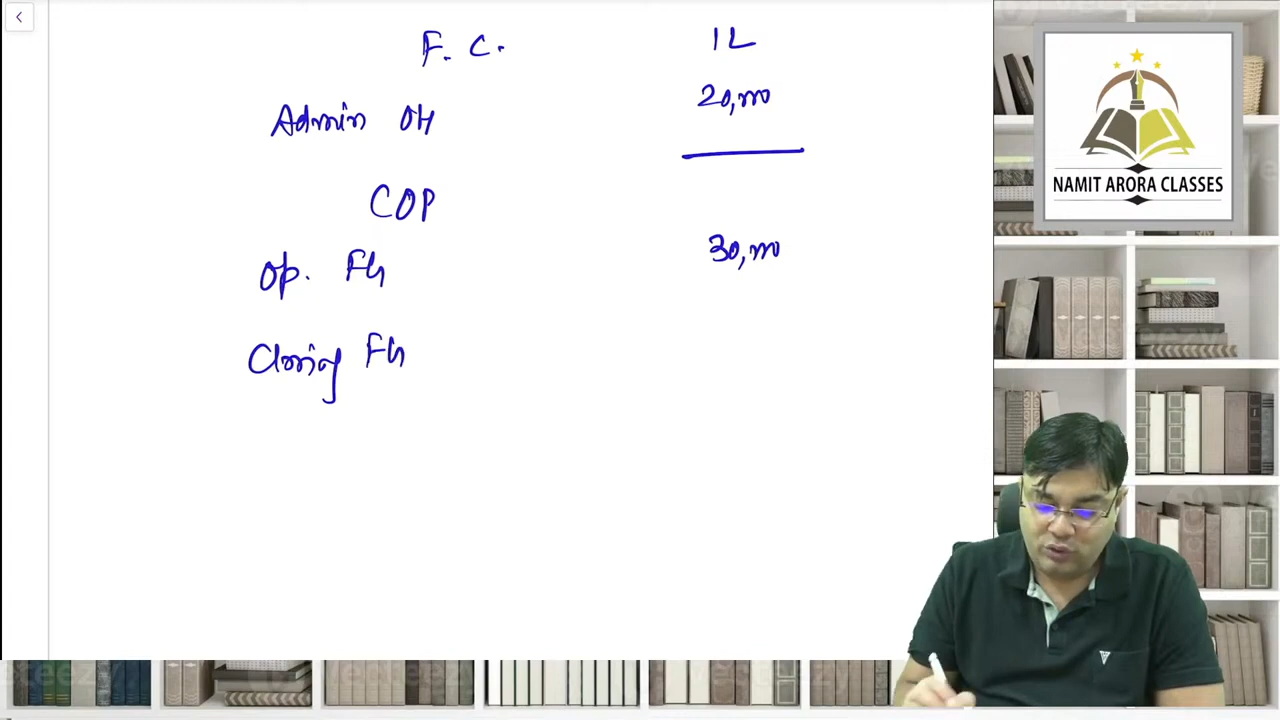 F. C. 1L
Admin OH 20,000
COP
Op. FG 30,000
Closing FG
NAMIT ARORA CLASSES